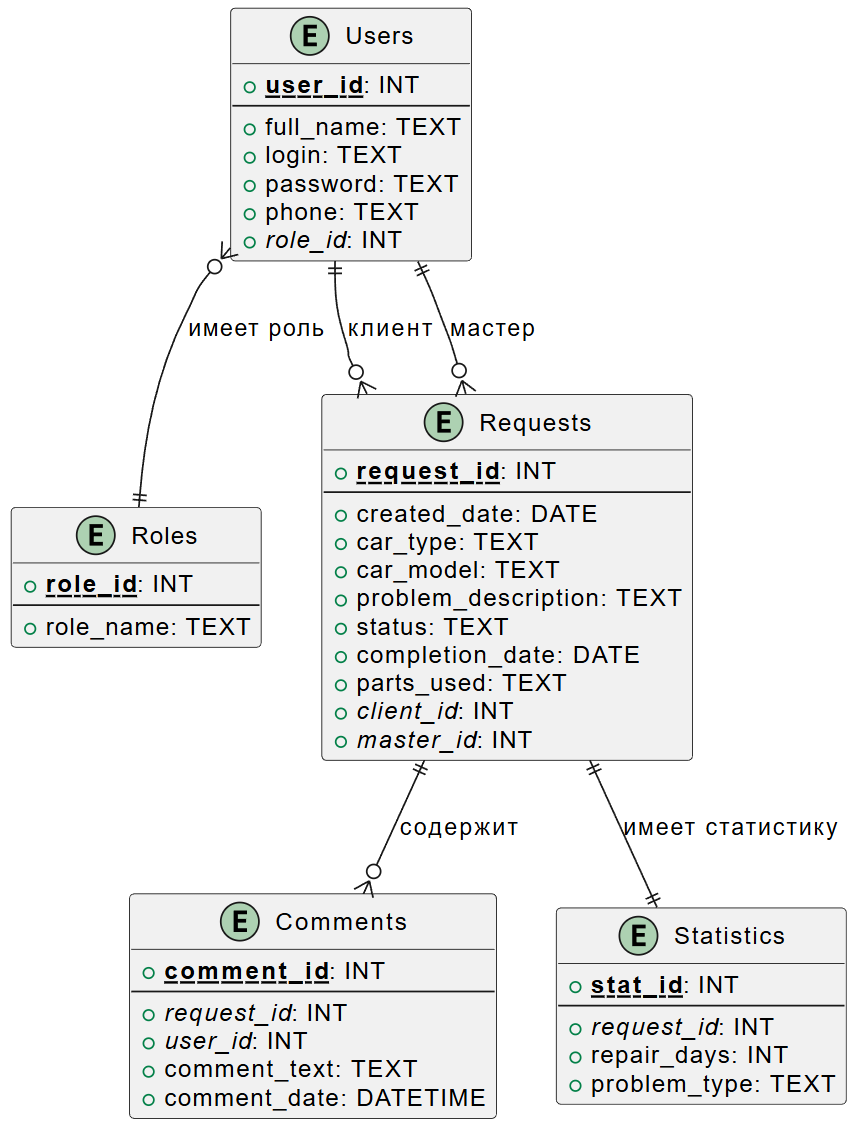 E Users
user_id: INT
full_name: TEXT
login: TEXT
password: TEXT
phone: TEXT
role_id: INT
имеет роль
клиент
мастер
E Requests
request_id: INT
created_date: DATE
car_type: TEXT
car_model: TEXT
problem_description: TEXT
status: TEXT
completion_date: DATE
parts_used: TEXT
client_id: INT
master_id: INT
E Roles
role_id: INT
role_name: TEXT
содержит
имеет статистику
E Comments
comment_id: INT
request_id: INT
user_id: INT
comment_text: TEXT
comment_date: DATETIME
E Statistics
stat_id: INT
request_id: INT
repair_days: INT
problem_type: TEXT